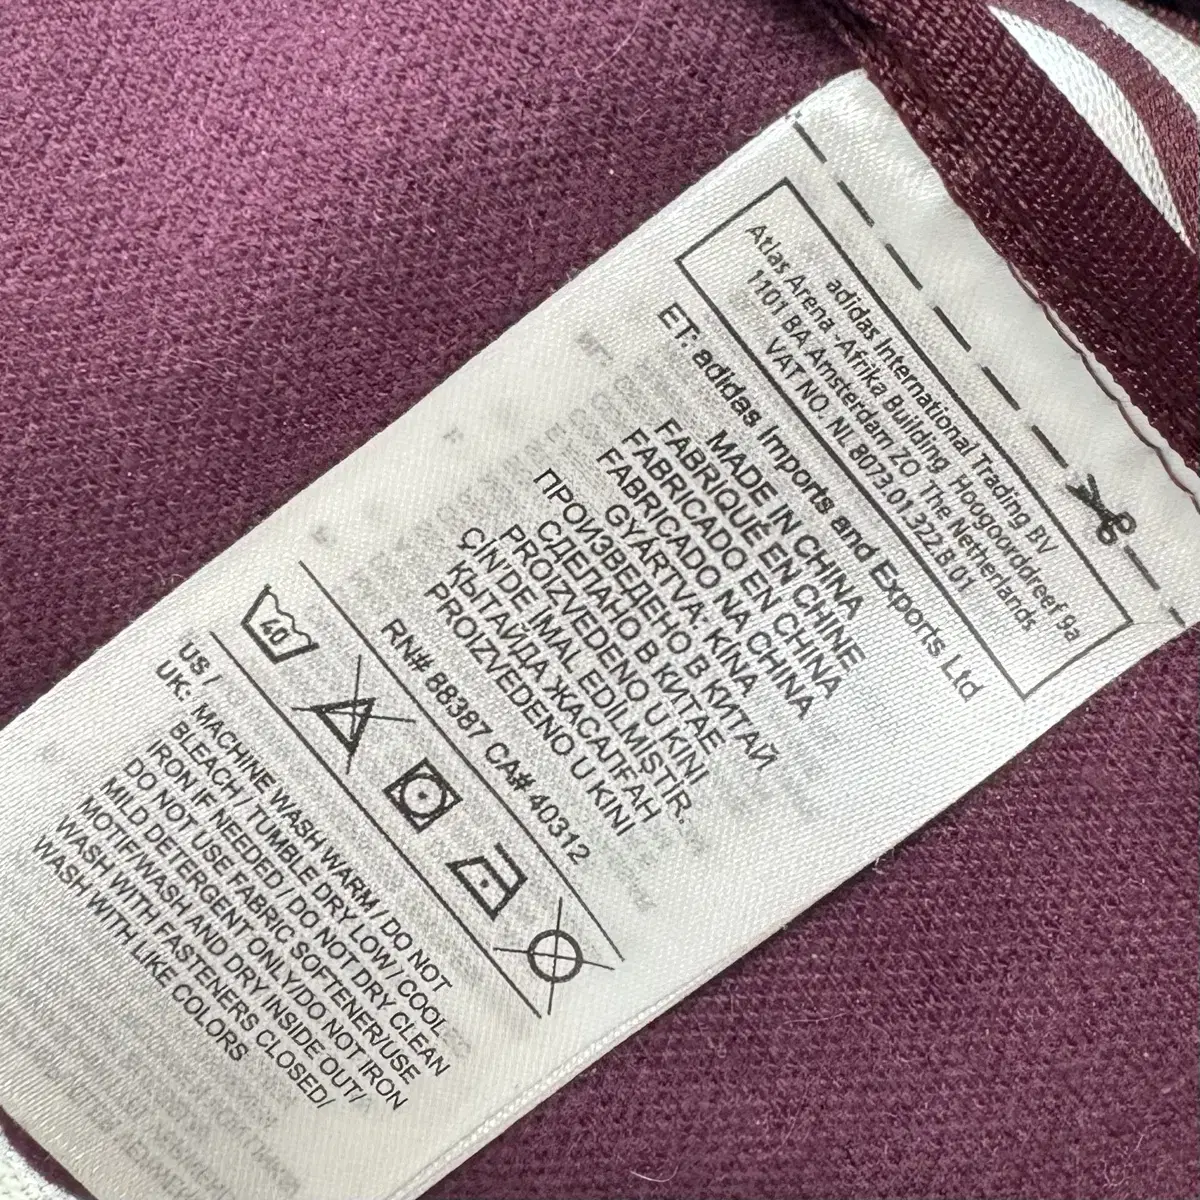 adidas International Trading BV
Atlas Arena -Afrika Building, Hoogoorddreef 9a
1101 BA Amsterdam ZO, The Netherlands
VAT NO. NL 8073.01.322.B.01
ET: adidas Imports and Exports Ltd
MADE IN CHINA
FABRIQUÉ EN CHINE
FABRICADO EN CHINA
FABRICADO NA CHINA
GYÁRTVA: KÍNA
ПРОИЗВЕДЕНО В КИТАЙ
СДЕЛАНО В КИТАЕ
PROIZVEDENO U KINI
ÇİN'DE İMAL EDİLMİŞTİR.
ҚЫТАЙДА ЖАСАЛҒАН
PROIZVEDENO U KINI
RN# 88387 CA# 40312
40
US /
UK: MACHINE WASH WARM / DO NOT
BLEACH / TUMBLE DRY LOW / COOL
IRON IF NEEDED / DO NOT DRY CLEAN
DO NOT USE FABRIC SOFTENER/USE
MILD DETERGENT ONLY/DO NOT IRON
MOTIF/WASH AND DRY INSIDE OUT/
WASH WITH FASTENERS CLOSED/
WASH WITH LIKE COLORS